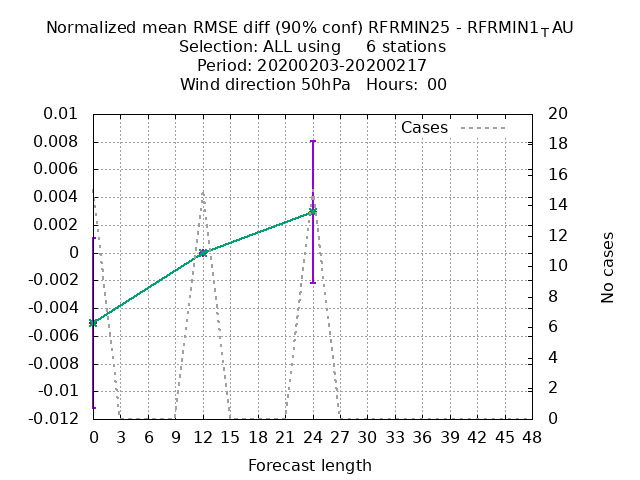 Normalized mean RMSE diff (90% conf) RFRMIN25 - RFRMIN1TAU
Selection: ALL using 6 stations
Period: 20200203-20200217
Wind direction 50hPa Hours: 00
Cases
0.01
0.008
0.006
0.004
0.002
0
-0.002
-0.004
-0.006
-0.008
-0.01
-0.012
20
18
16
14
12
10
8
6
4
2
0
No cases
0 3 6 9 12 15 18 21 24 27 30 33 36 39 42 45 48
Forecast length